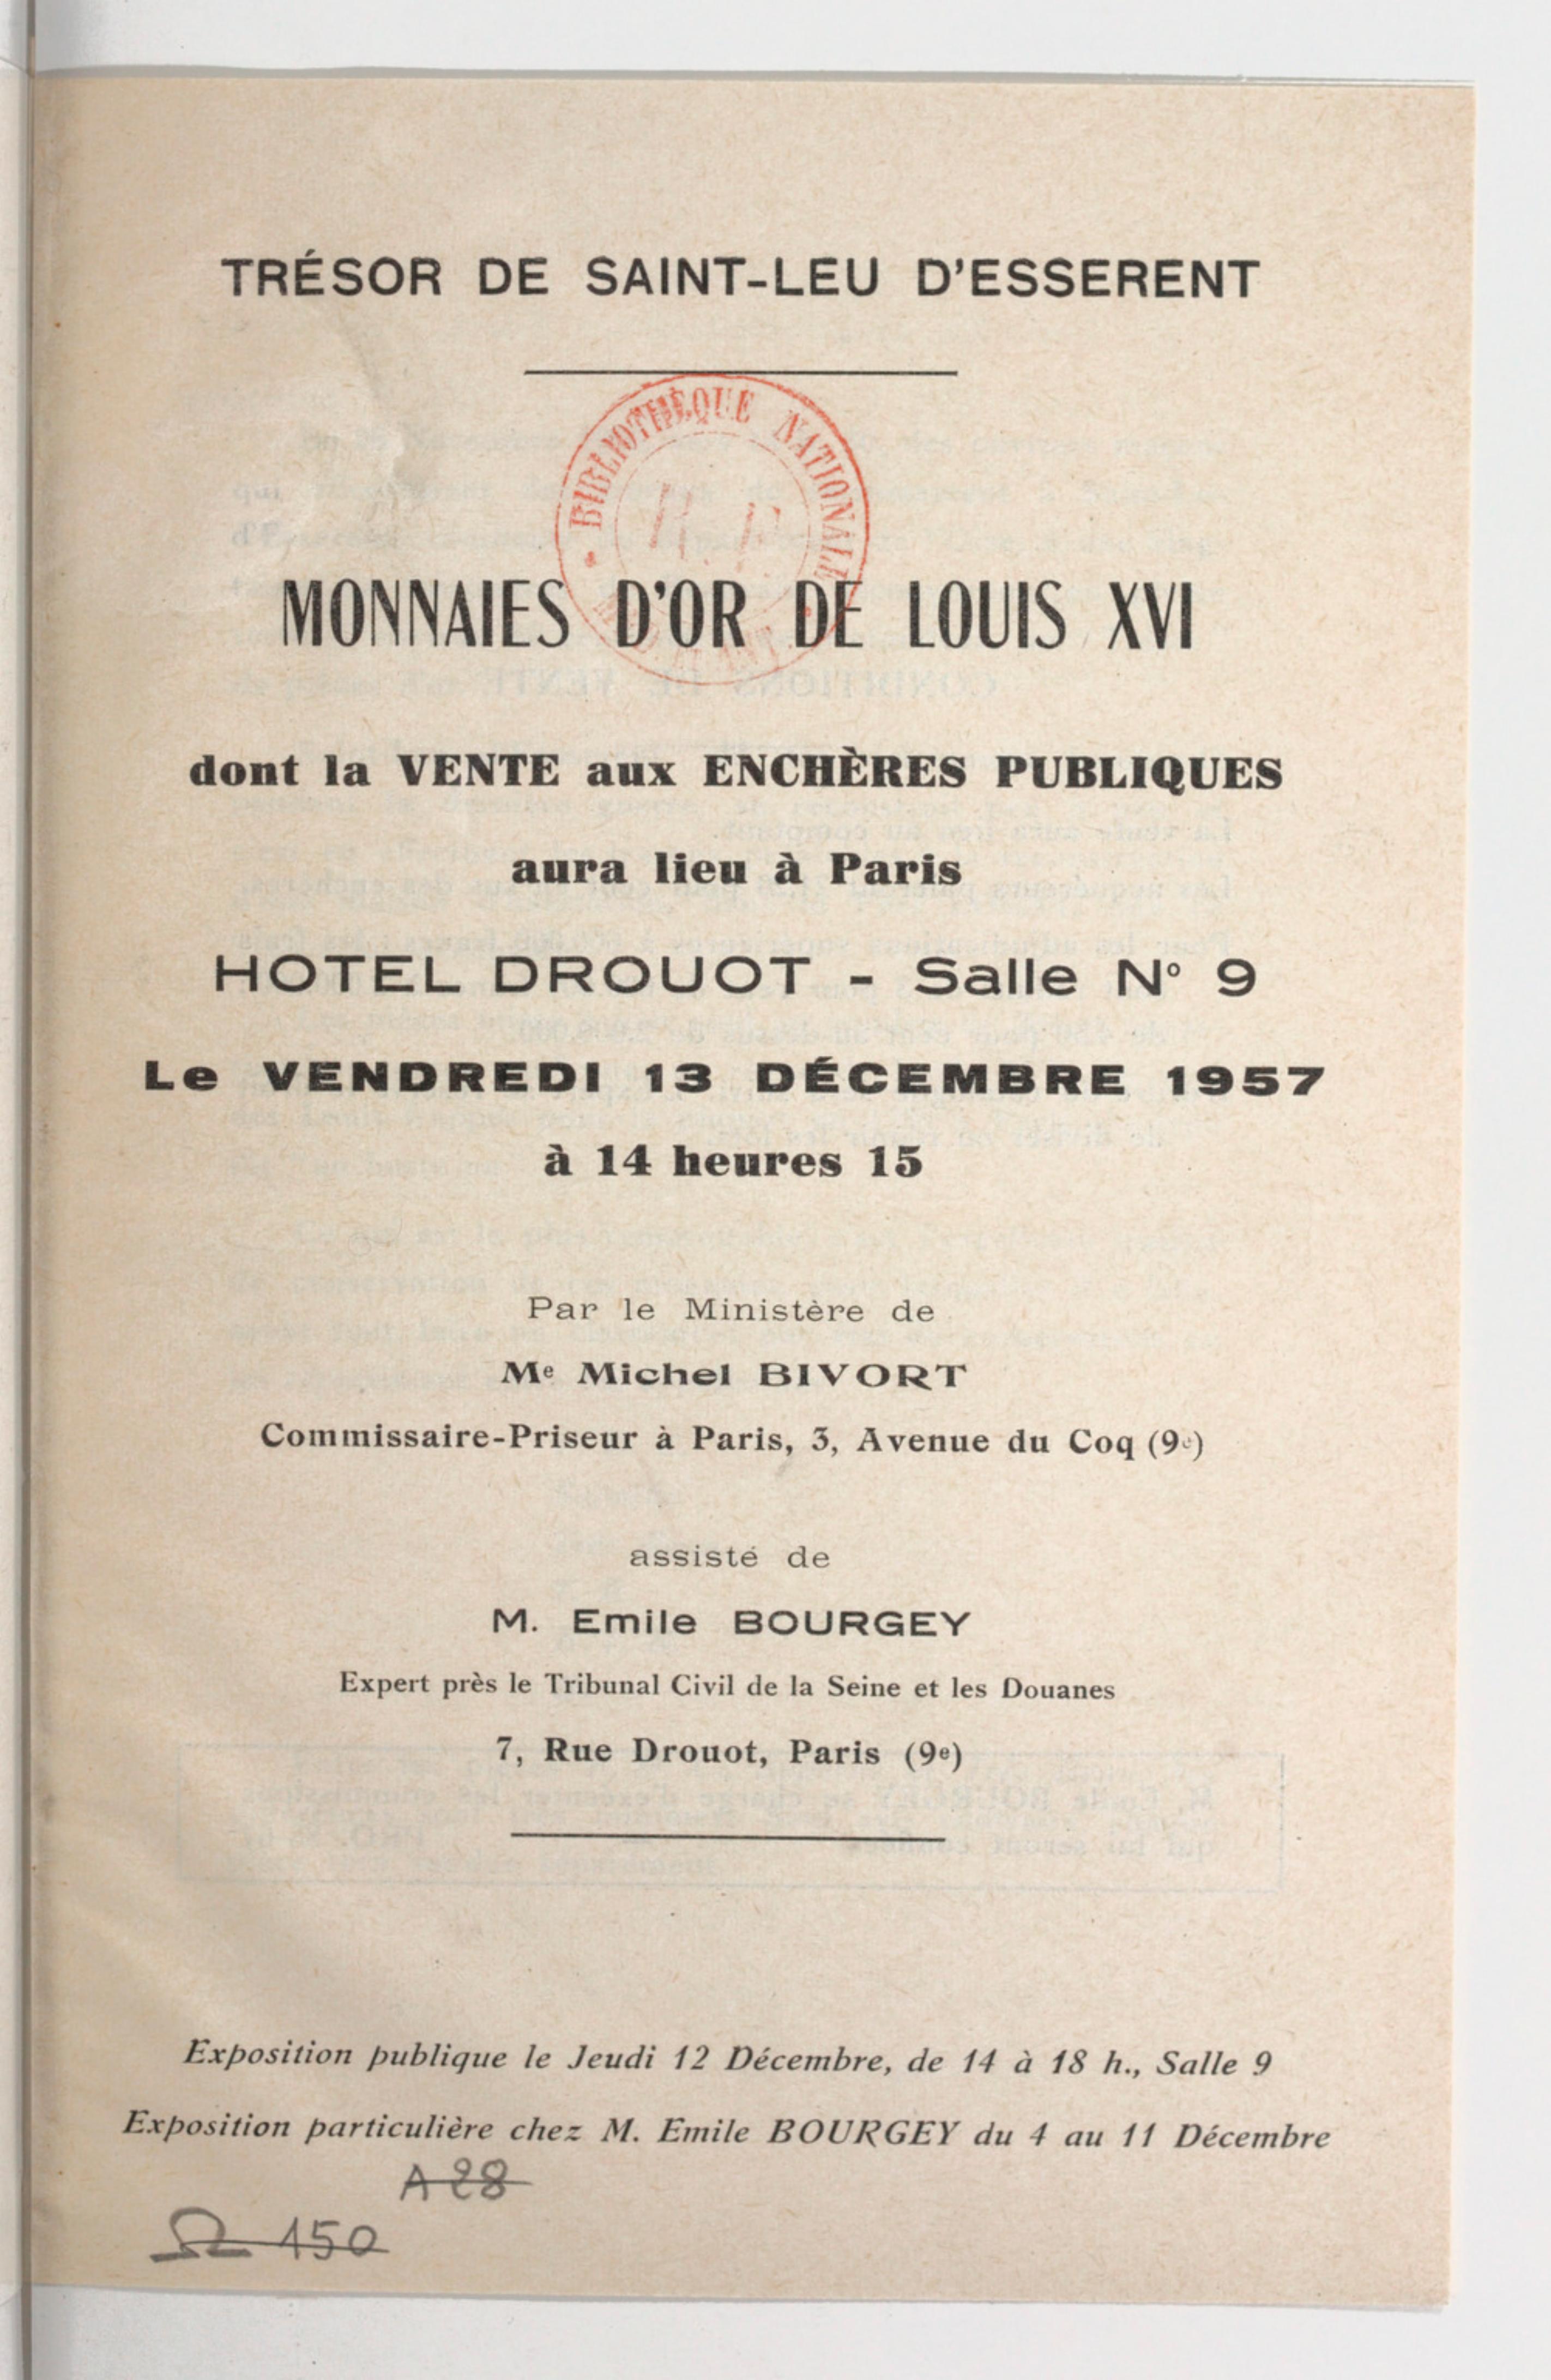 TRÉSOR DE SAINT-LEU D'ESSERENT
BIBLIOTHÈQUE NATIONALE
MONNAIES D'OR DE LOUIS XVI
dont la VENTE aux ENCHÈRES PUBLIQUES
aura lieu à Paris
HOTEL DROUOT - Salle N° 9
Le VENDREDI 13 DÉCEMBRE 1957
à 14 heures 15
Par le Ministère de
Me Michel BIVORT
Commissaire-Priseur à Paris, 3, Avenue du Coq (9e)
assisté de
M. Emile BOURGEY
Expert près le Tribunal Civil de la Seine et les Douanes
7, Rue Drouot, Paris (9e)
Exposition publique le Jeudi 12 Décembre, de 14 à 18 h., Salle 9
Exposition particulière chez M. Emile BOURGEY du 4 au 11 Décembre
A 28
Ω 150